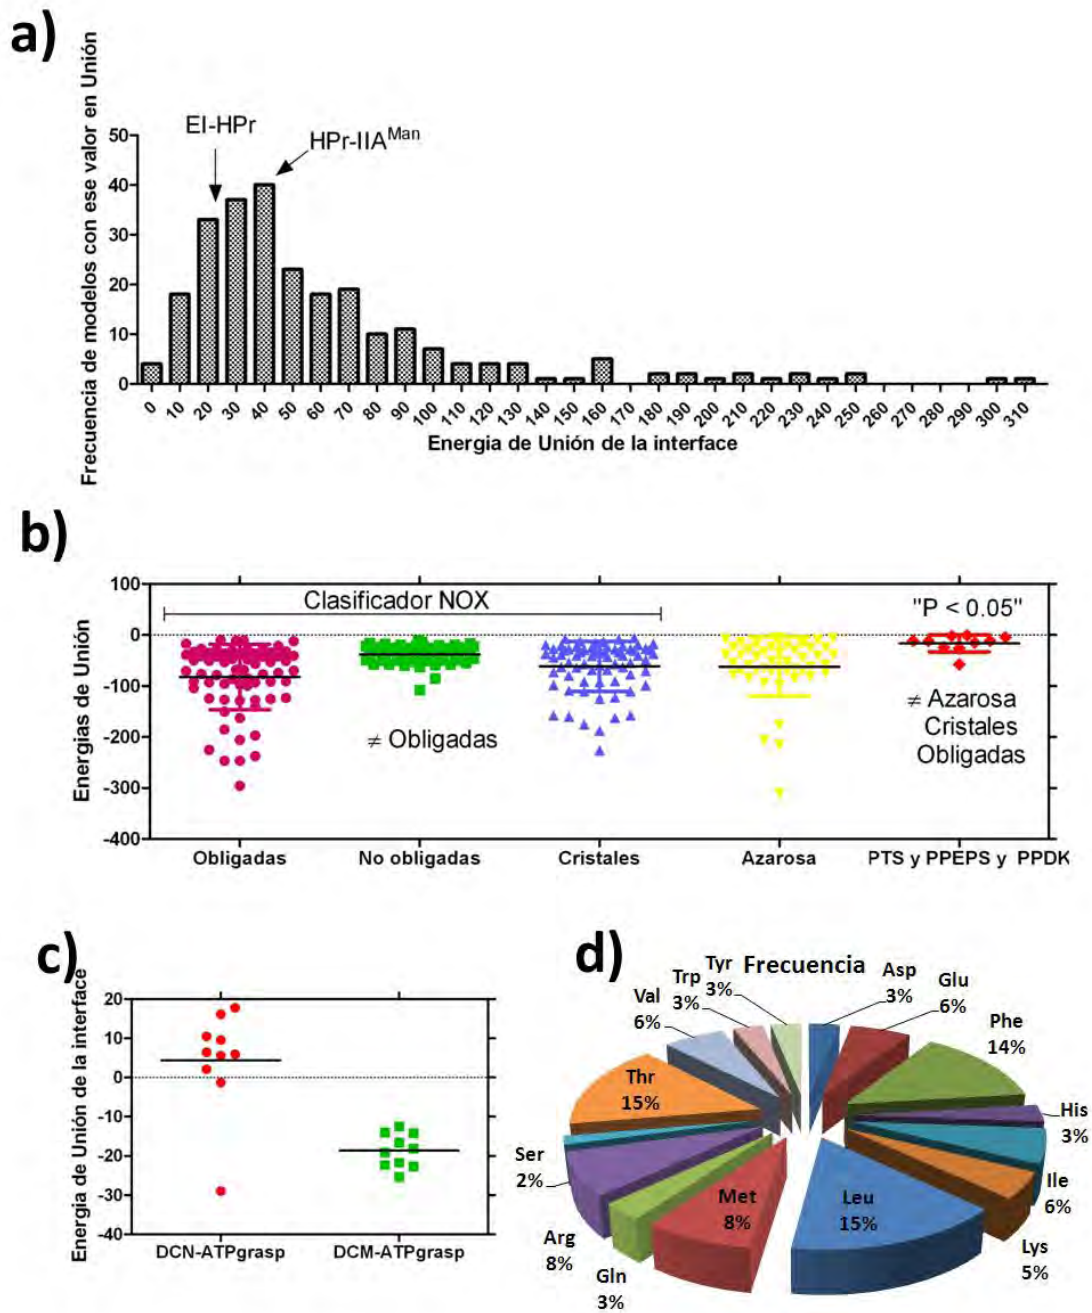 a)
Frecuencia de modelos con ese valor en Unión
EI-HPr
HPr-IIA^Man
50
40
30
20
10
0
0 10 20 30 40 50 60 70 80 90 100 110 120 130 140 150 160 170 180 190 200 210 220 230 240 250 260 270 280 290 300 310
Energia de Unión de la interface
b)
Energías de Unión
100
0
-100
-200
-300
-400
Clasificador NOX
"P < 0.05"
≠ Obligadas
≠ Azarosa
Cristales
Obligadas
Obligadas No obligadas Cristales Azarosa PTS y PPEPS y PPDK
c)
Energía de Unión de la interface
20
10
0
-10
-20
-30
-40
DCN-ATPgrasp DCM-ATPgrasp
d)
Frecuencia
Asp
3%
Glu
6%
Phe
14%
His
3%
Ile
6%
Lys
5%
Leu
15%
Met
8%
Gln
3%
Arg
8%
Ser
2%
Thr
15%
Val
6%
Trp
3%
Tyr
3%